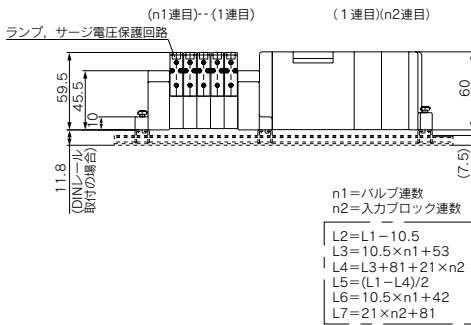 (n1連目)--(1連目)
(1連目)(n2連目)
ランプ，サージ電圧保護回路
59.5
45.5
10
60
11.8
(DINレール
取付の場合)
(7.5)
n1=バルブ連数
n2=入力ブロック連数
L2=L1-10.5
L3=10.5×n1+53
L4=L3+81+21×n2
L5=(L1-L4)/2
L6=10.5×n1+42
L7=21×n2+81